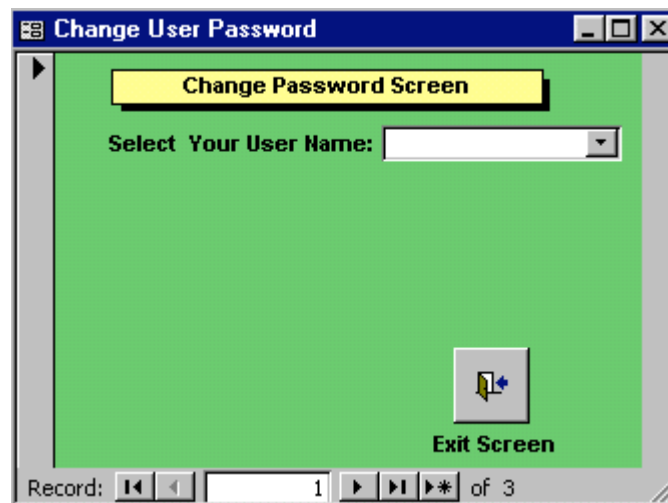 Change User Password
Change Password Screen
Select Your User Name:
Exit Screen
Record: 1 of 3